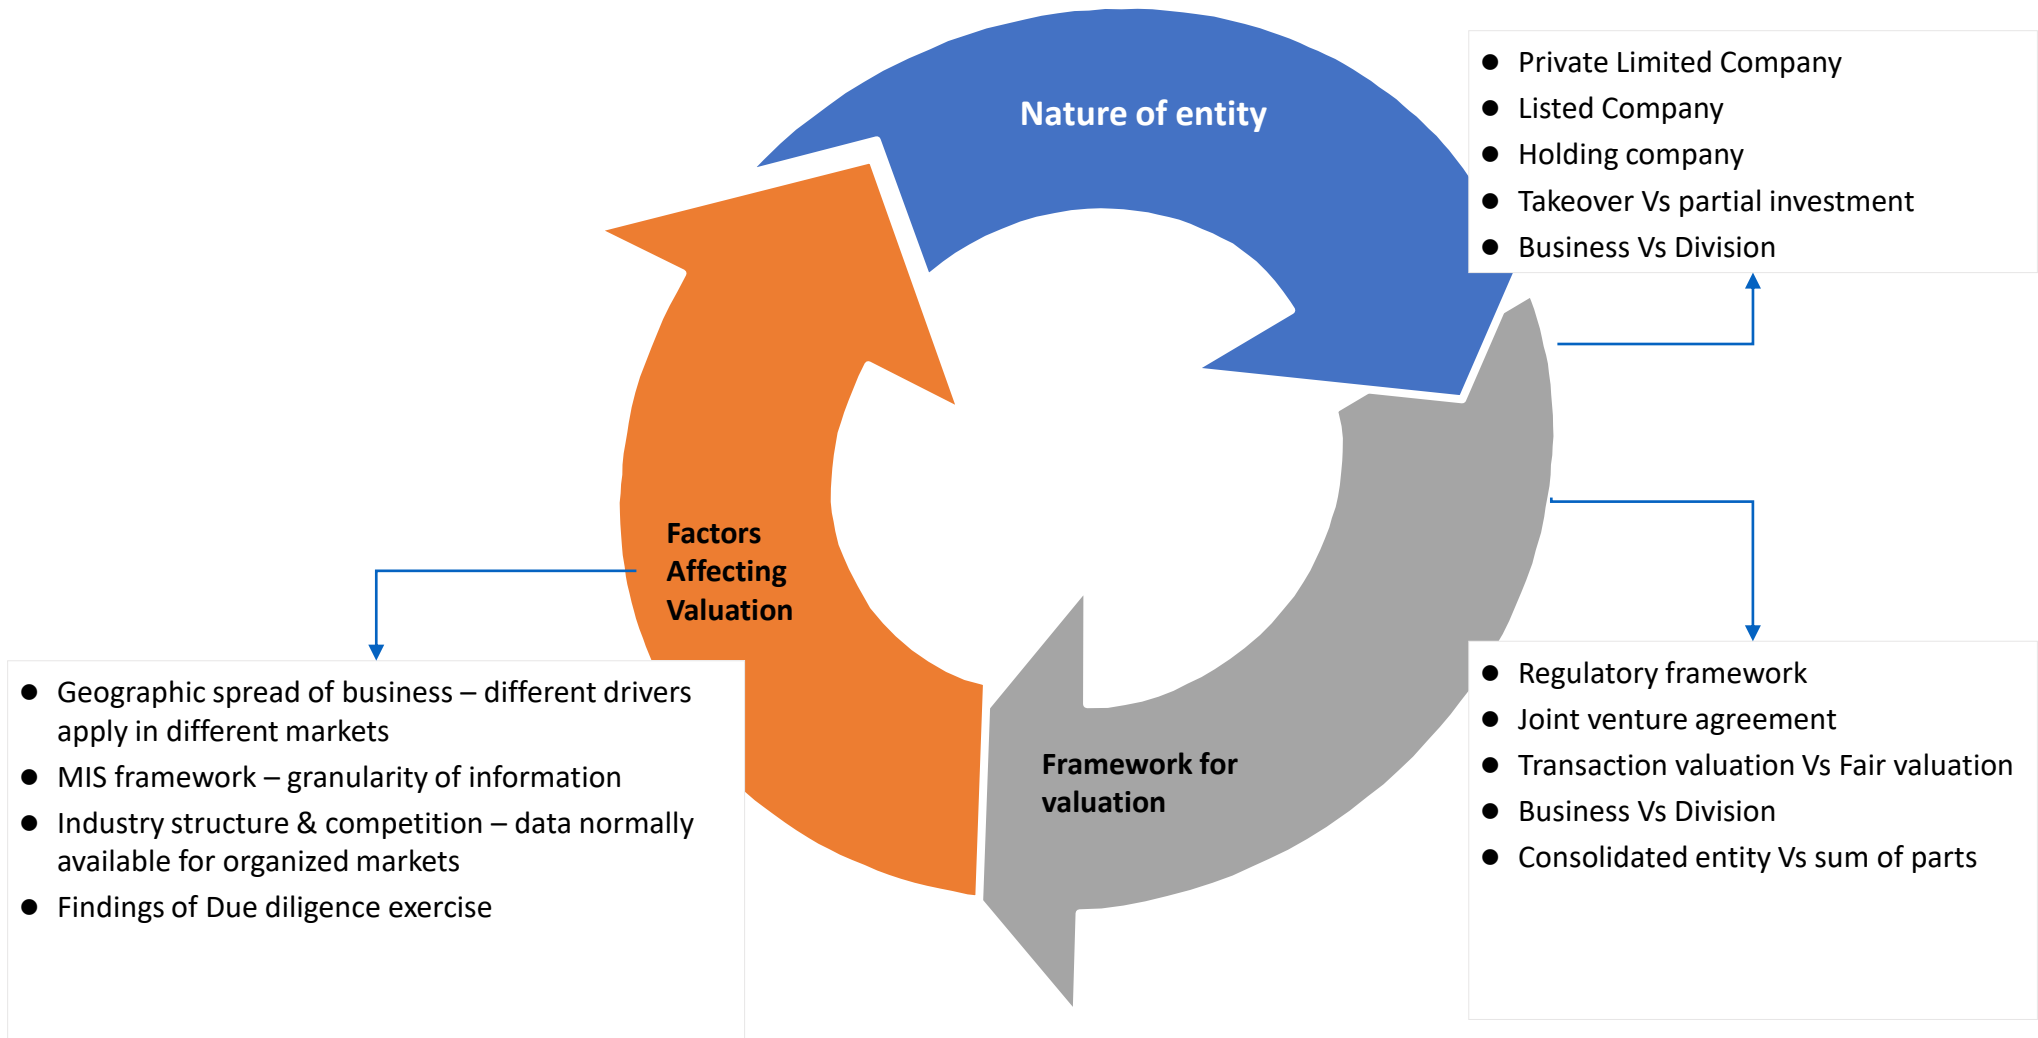 Nature of entity
● Private Limited Company
● Listed Company
● Holding company
● Takeover Vs partial investment
● Business Vs Division
Factors
Affecting
Valuation
● Geographic spread of business – different drivers
apply in different markets
● MIS framework – granularity of information
● Industry structure & competition – data normally
available for organized markets
● Findings of Due diligence exercise
Framework for
valuation
● Regulatory framework
● Joint venture agreement
● Transaction valuation Vs Fair valuation
● Business Vs Division
● Consolidated entity Vs sum of parts